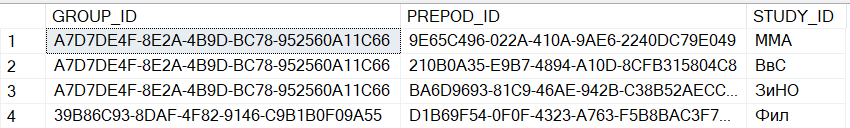 GROUP_ID PREPOD_ID STUDY_ID
1 A7D7DE4F-8E2A-4B9D-BC78-952560A11C66 9E65C496-022A-410A-9AE6-2240DC79E049 ММА
2 A7D7DE4F-8E2A-4B9D-BC78-952560A11C66 210B0A35-E9B7-4894-A10D-8CFB315804C8 ВвС
3 A7D7DE4F-8E2A-4B9D-BC78-952560A11C66 BA6D9693-81C9-46AE-942B-C38B52AECC... ЗиНО
4 39B86C93-8DAF-4F82-9146-C9B1B0F09A55 D1B69F54-0F0F-4323-A763-F5B8BAC3F7... Фил